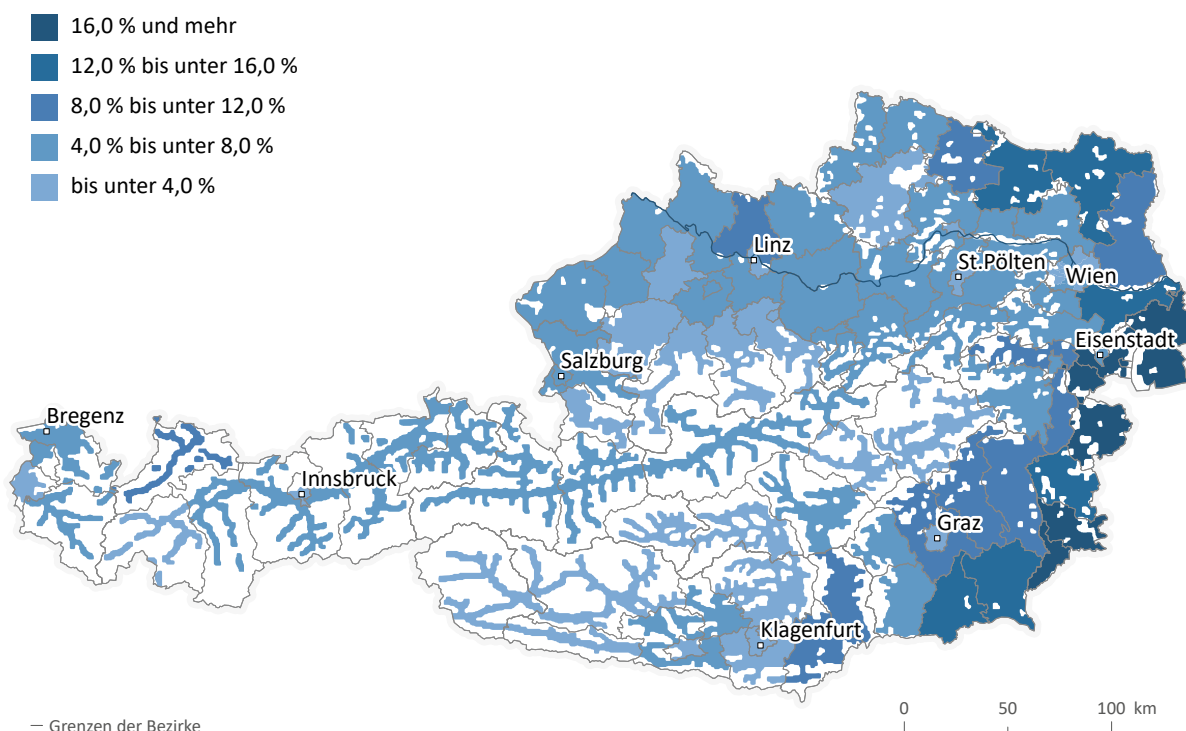 16,0 % und mehr
12,0 % bis unter 16,0 %
8,0 % bis unter 12,0 %
4,0 % bis unter 8,0 %
bis unter 4,0 %
Linz
St.Pölten
Wien
Eisenstadt
Salzburg
Bregenz
Innsbruck
Graz
Klagenfurt
0 50 100 km
— Grenzen der Bezirke